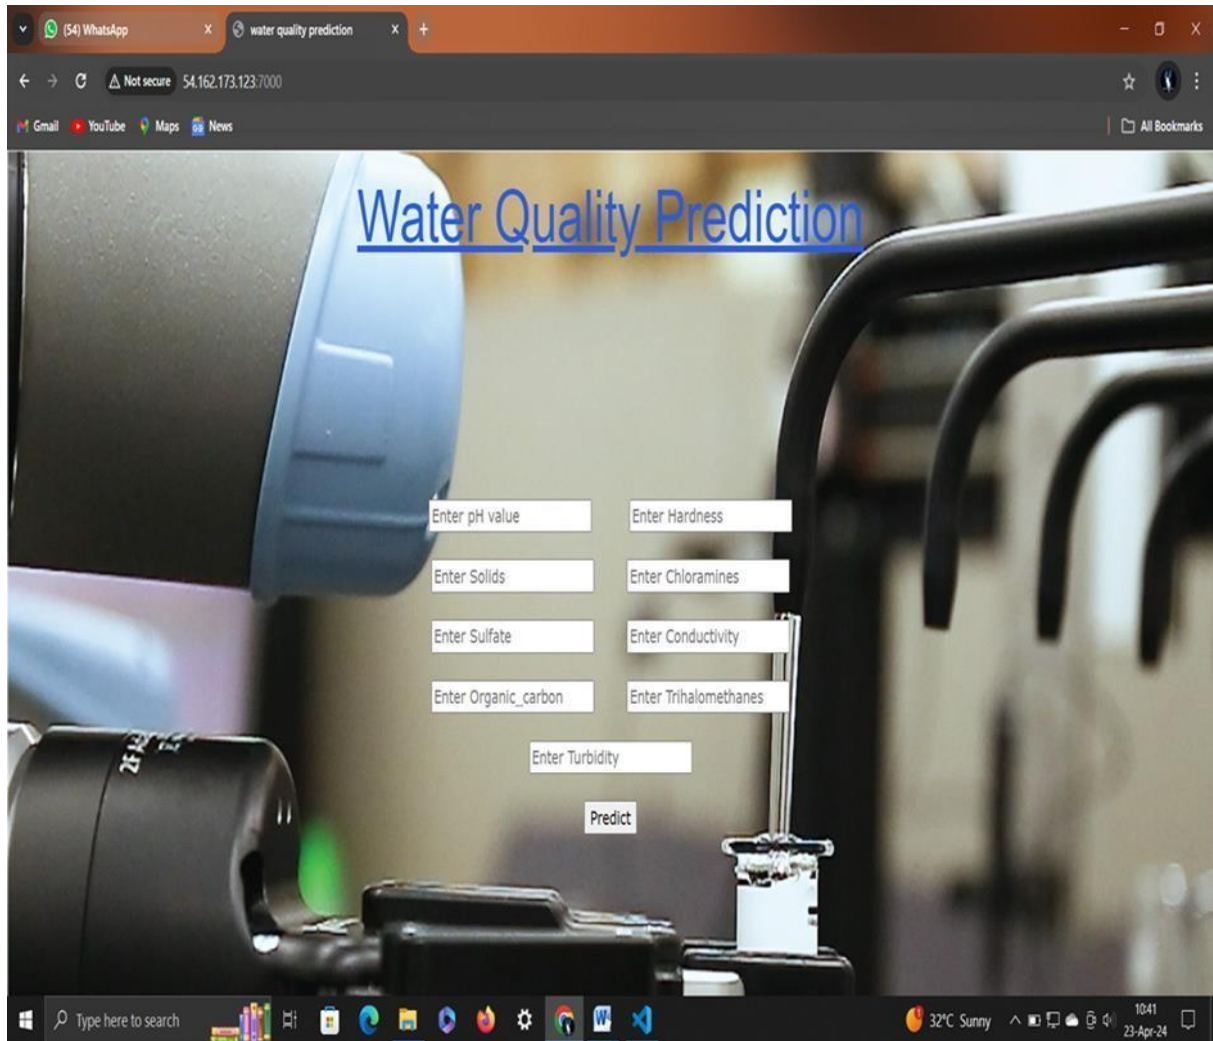 (54) WhatsApp
water quality prediction
Not secure 54.162.173.123:7000
Gmail YouTube Maps News All Bookmarks
Water Quality Prediction
Enter pH value Enter Hardness
Enter Solids Enter Chloramines
Enter Sulfate Enter Conductivity
Enter Organic_carbon Enter Trihalomethanes
Enter Turbidity
Predict
Type here to search
32°C Sunny
10:41
23-Apr-24